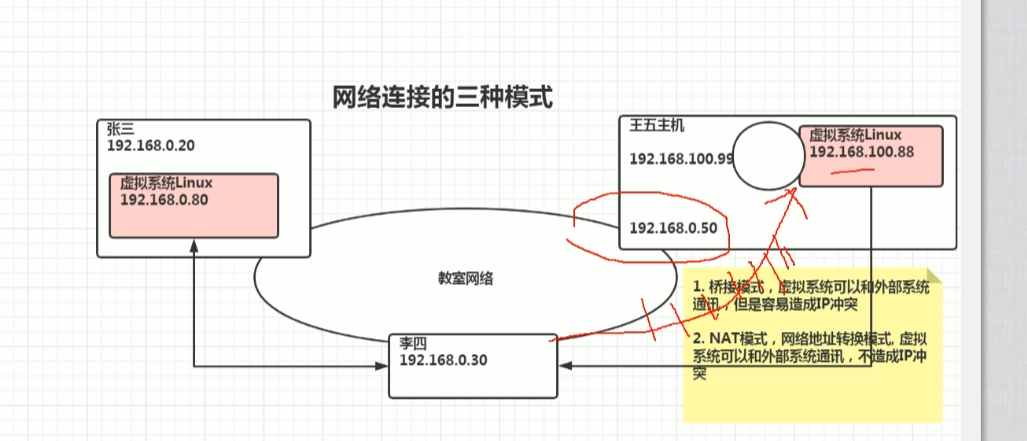 网络连接的三种模式
张三
192.168.0.20
虚拟系统Linux
192.168.0.80
王五主机
192.168.100.99
虚拟系统Linux
192.168.100.88
192.168.0.50
教室网络
李四
192.168.0.30
1. 桥接模式，虚拟系统可以和外部系统
通讯，但是容易造成IP冲突
2. NAT模式，网络地址转换模式, 虚拟
系统可以和外部系统通讯，不造成IP冲
突